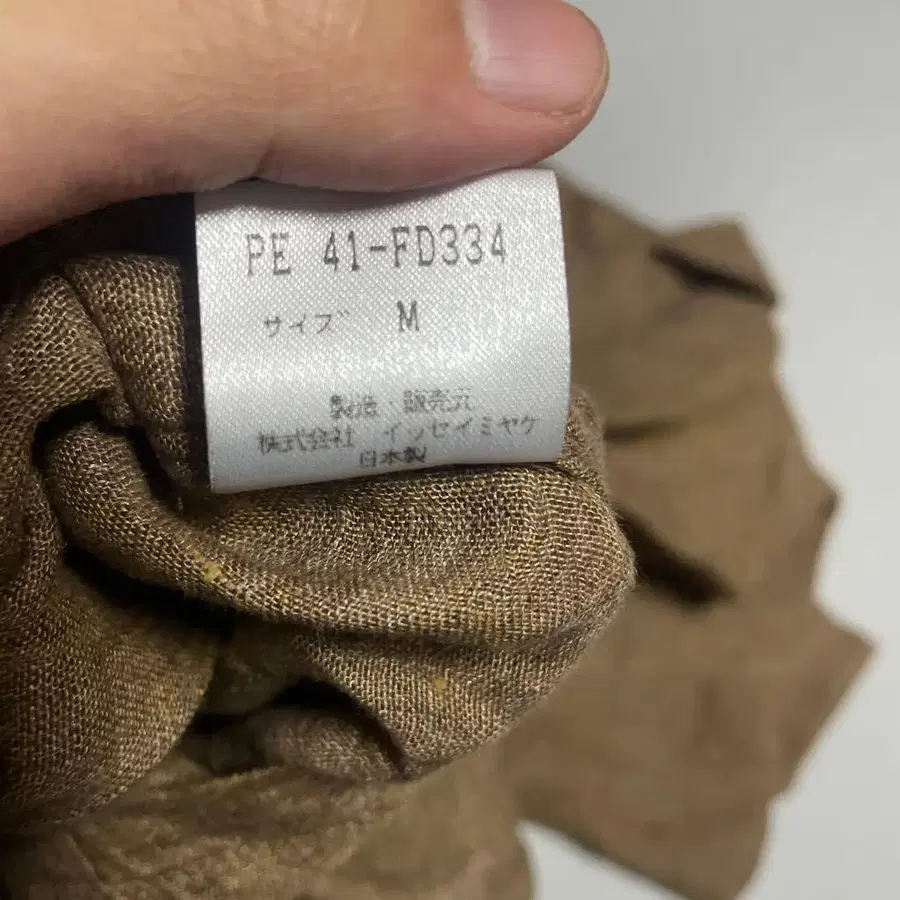 PE 41-FD334
サイズ M
製造・販売元
株式会社 イッセイミヤケ
日本製